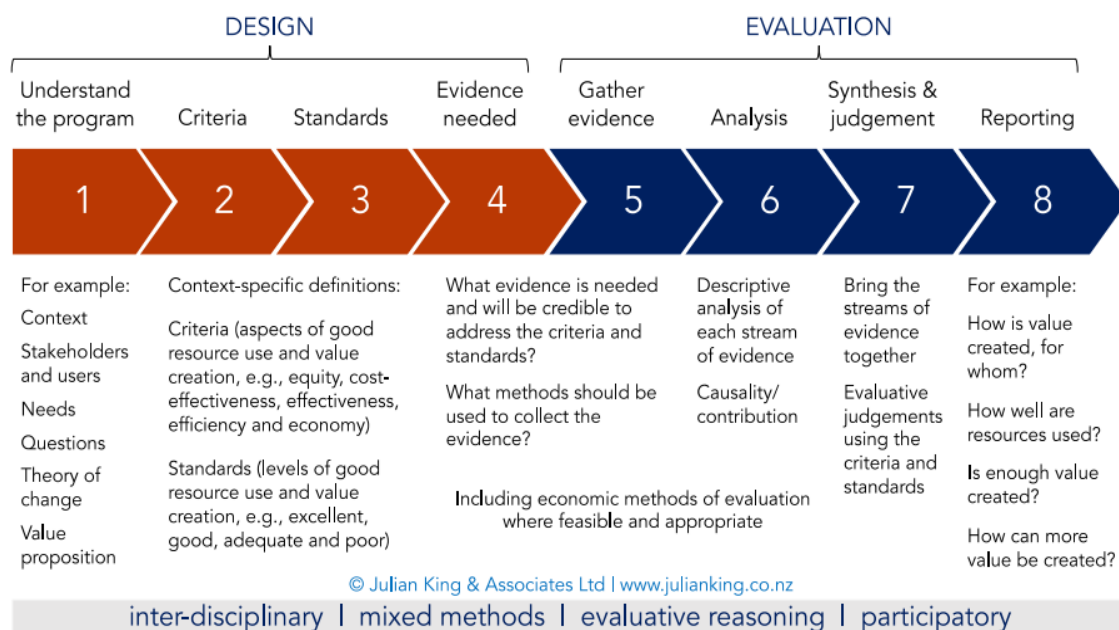 DESIGN
EVALUATION
Understand
the program
Criteria
Standards
Evidence
needed
Gather
evidence
Analysis
Synthesis &
judgement
Reporting
1
2
3
4
5
6
7
8
For example:
Context
Stakeholders
and users
Needs
Questions
Theory of
change
Value
proposition
Context-specific definitions:
Criteria (aspects of good
resource use and value
creation, e.g., equity, cost-
effectiveness, effectiveness,
efficiency and economy)
Standards (levels of good
resource use and value
creation, e.g., excellent,
good, adequate and poor)
What evidence is needed
and will be credible to
address the criteria and
standards?
What methods should be
used to collect the
evidence?
Descriptive
analysis of
each stream
of evidence
Causality/
contribution
Including economic methods of evaluation
where feasible and appropriate
Bring the
streams of
evidence
together
Evaluative
judgements
using the
criteria and
standards
For example:
How is value
created, for
whom?
How well are
resources used?
Is enough value
created?
How can more
value be created?
© Julian King & Associates Ltd | www.julianking.co.nz
inter-disciplinary | mixed methods | evaluative reasoning | participatory